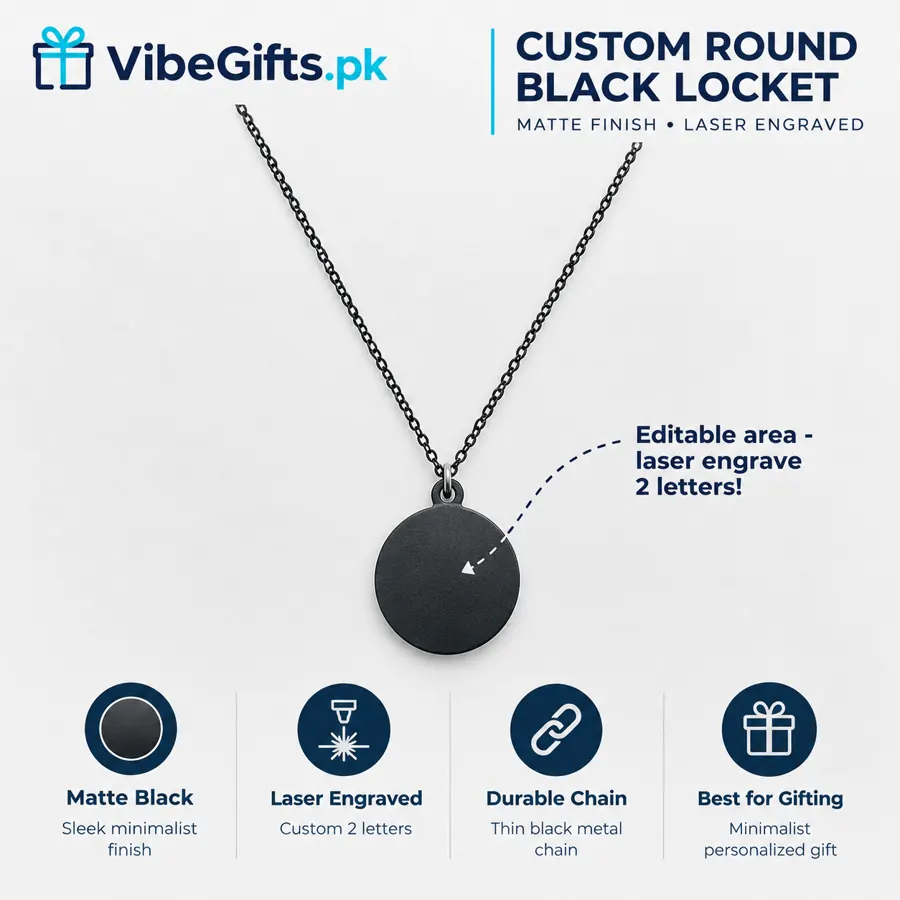 VibeGifts.pk
CUSTOM ROUND
BLACK LOCKET
MATTE FINISH • LASER ENGRAVED
Editable area -
laser engrave
2 letters!
Matte Black
Sleek minimalist
finish
Laser Engraved
Custom 2 letters
Durable Chain
Thin black metal
chain
Best for Gifting
Minimalist
personalized gift